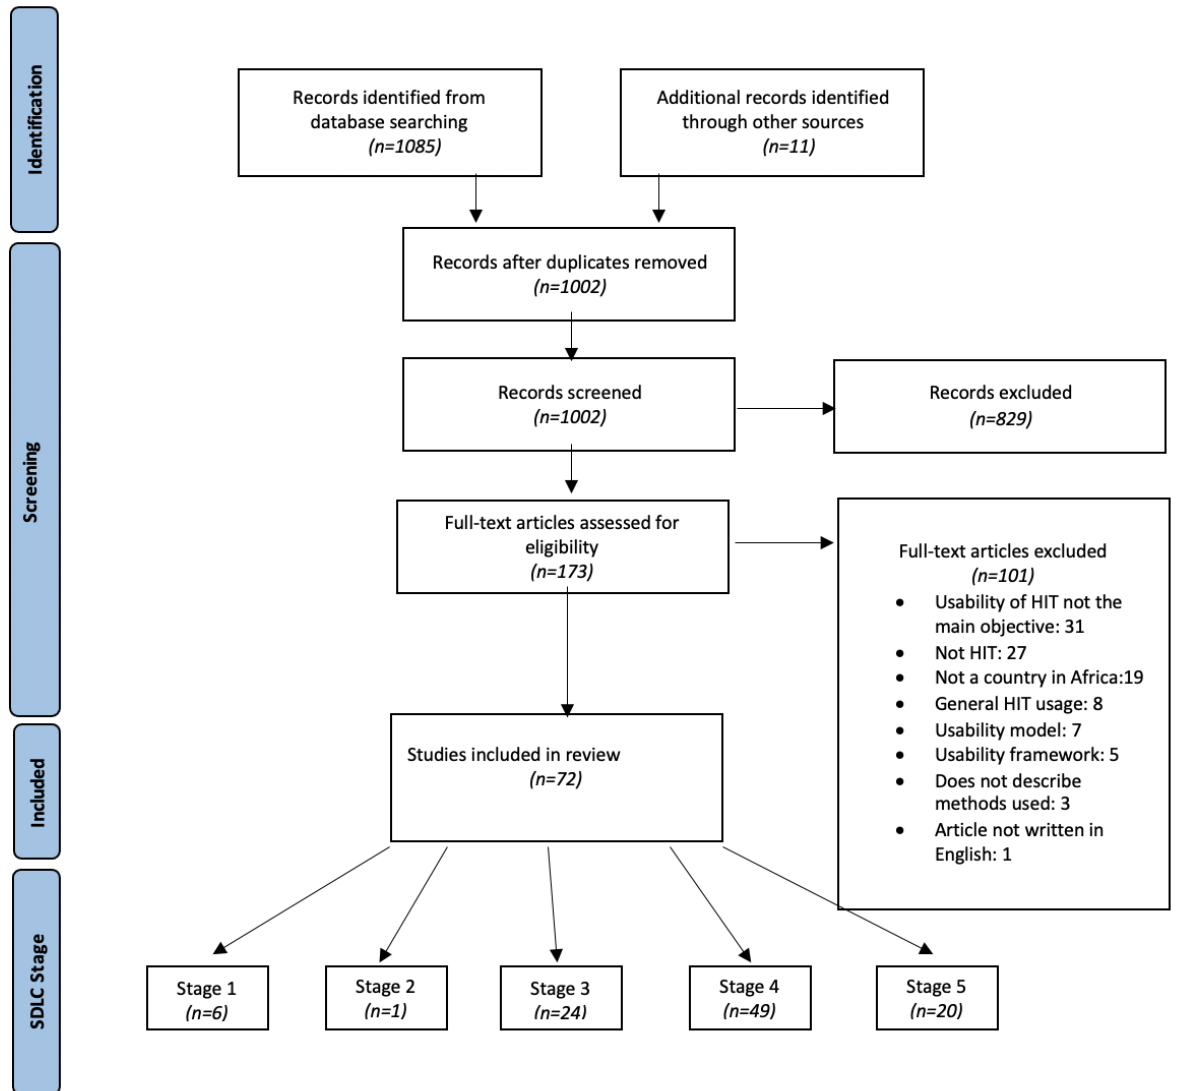 Identification
Records identified from
database searching
(n=1085)
Additional records identified
through other sources
(n=11)
Screening
Records after duplicates removed
(n=1002)
Records screened
(n=1002)
Records excluded
(n=829)
Full-text articles assessed for
eligibility
(n=173)
Full-text articles excluded
(n=101)
• Usability of HIT not the
main objective: 31
• Not HIT: 27
• Not a country in Africa:19
• General HIT usage: 8
• Usability model: 7
• Usability framework: 5
• Does not describe
methods used: 3
• Article not written in
English: 1
Included
Studies included in review
(n=72)
SDLC Stage
Stage 1
(n=6)
Stage 2
(n=1)
Stage 3
(n=24)
Stage 4
(n=49)
Stage 5
(n=20)